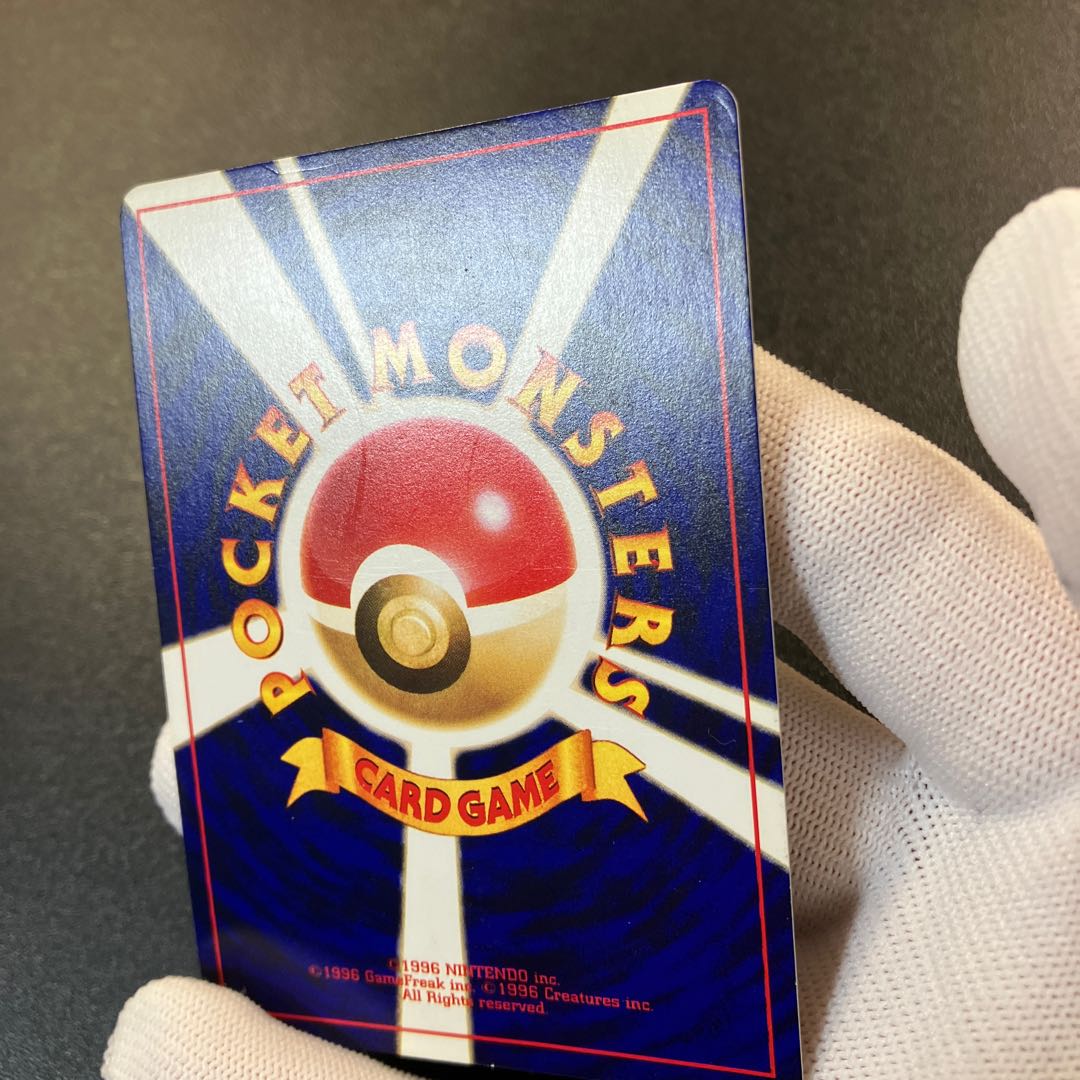 POCKET MONSTERS
CARD GAME
©1996 NINTENDO inc.
©1996 GameFreak inc. ©1996 Creatures inc.
All Rights reserved.